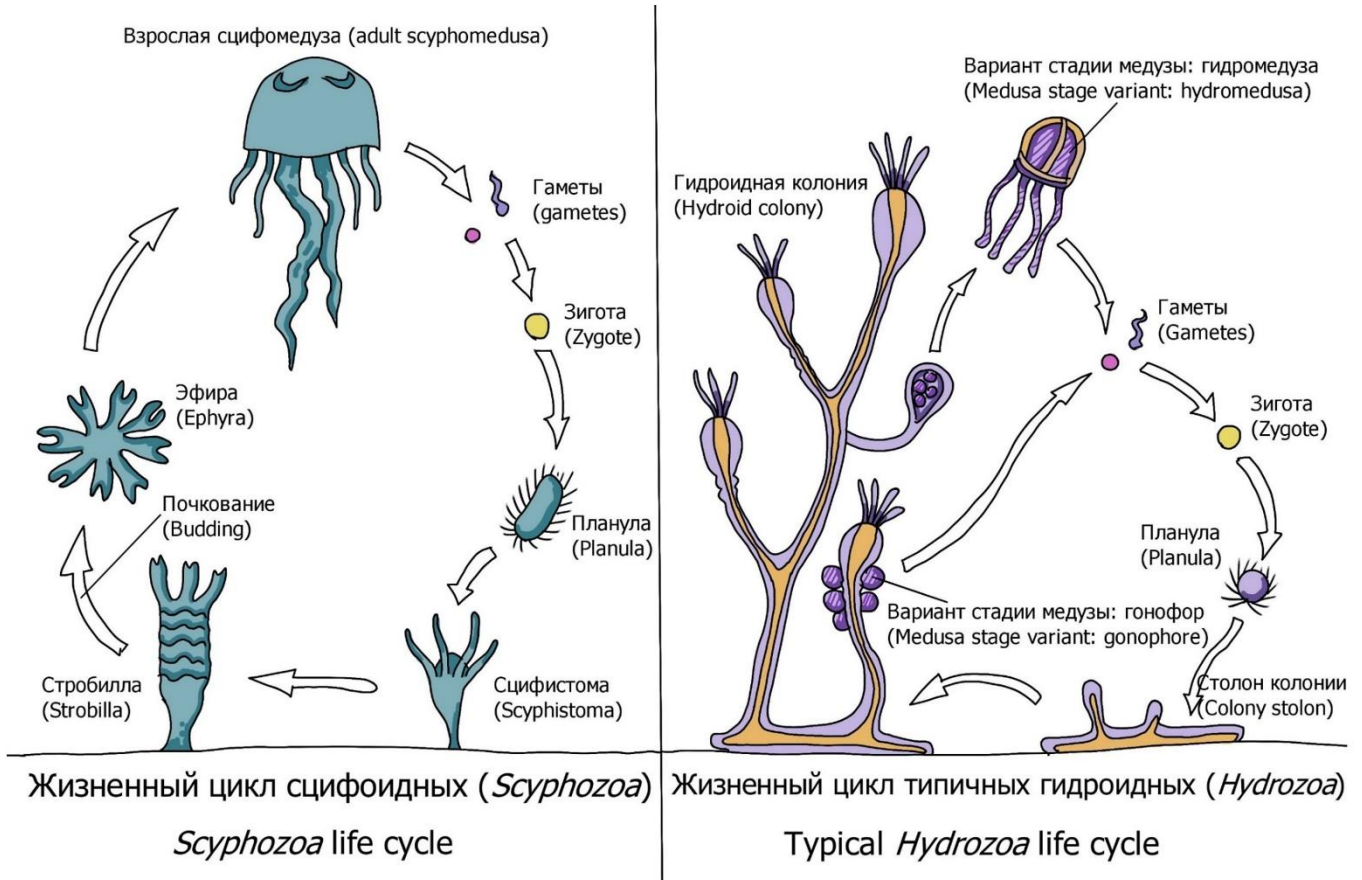 Взрослая сцифомедуза (adult scyphomedusa)
Гаметы
(gametes)
Зигота
(Zygote)
Эфира
(Ephyra)
Почкование
(Budding)
Планула
(Planula)
Стробилла
(Strobilla)
Сцифистома
(Scyphistoma)
Жизненный цикл сцифоидных (Scyphozoa)
Scyphozoa life cycle
Вариант стадии медузы: гидромедуза
(Medusa stage variant: hydromedusa)
Гидроидная колония
(Hydroid colony)
Гаметы
(Gametes)
Зигота
(Zygote)
Планула
(Planula)
Вариант стадии медузы: гонофор
(Medusa stage variant: gonophore)
Столон колонии
(Colony stolon)
Жизненный цикл типичных гидроидных (Hydrozoa)
Typical Hydrozoa life cycle